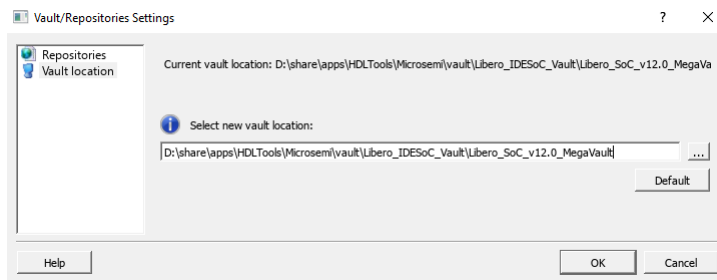 Vault/Repositories Settings
Repositories
Vault location
Current vault location: D:\share\apps\HDLTools\Microsemi\vault\Libero_IDESoC_Vault\Libero_SoC_v12.0_MegaVa
Select new vault location:
D:\share\apps\HDLTools\Microsemi\vault\Libero_IDESoC_Vault\Libero_SoC_v12.0_MegaVault
...
Default
Help
OK
Cancel